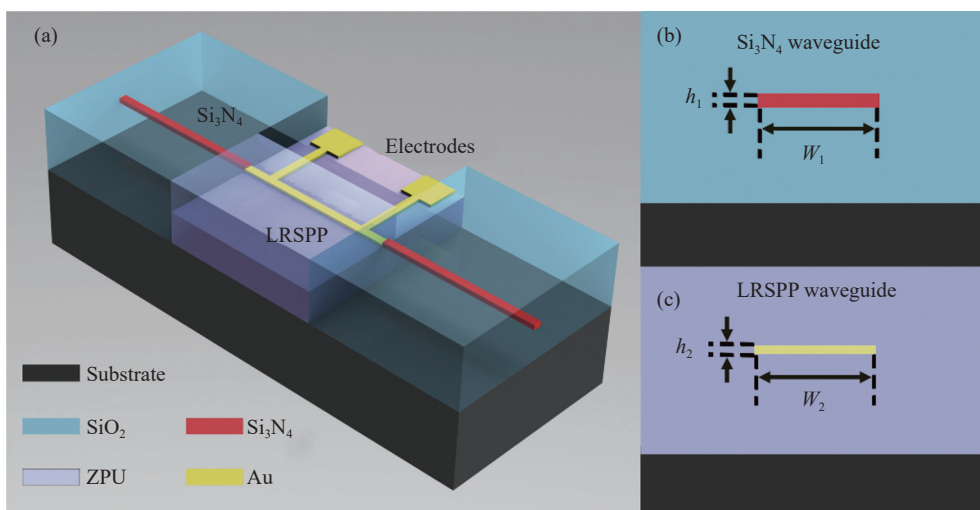 (a)
Si₃N₄
Electrodes
LRSPP
Substrate
SiO₂
Si₃N₄
ZPU
Au
(b)
Si₃N₄ waveguide
h₁
W₁
(c)
LRSPP waveguide
h₂
W₂